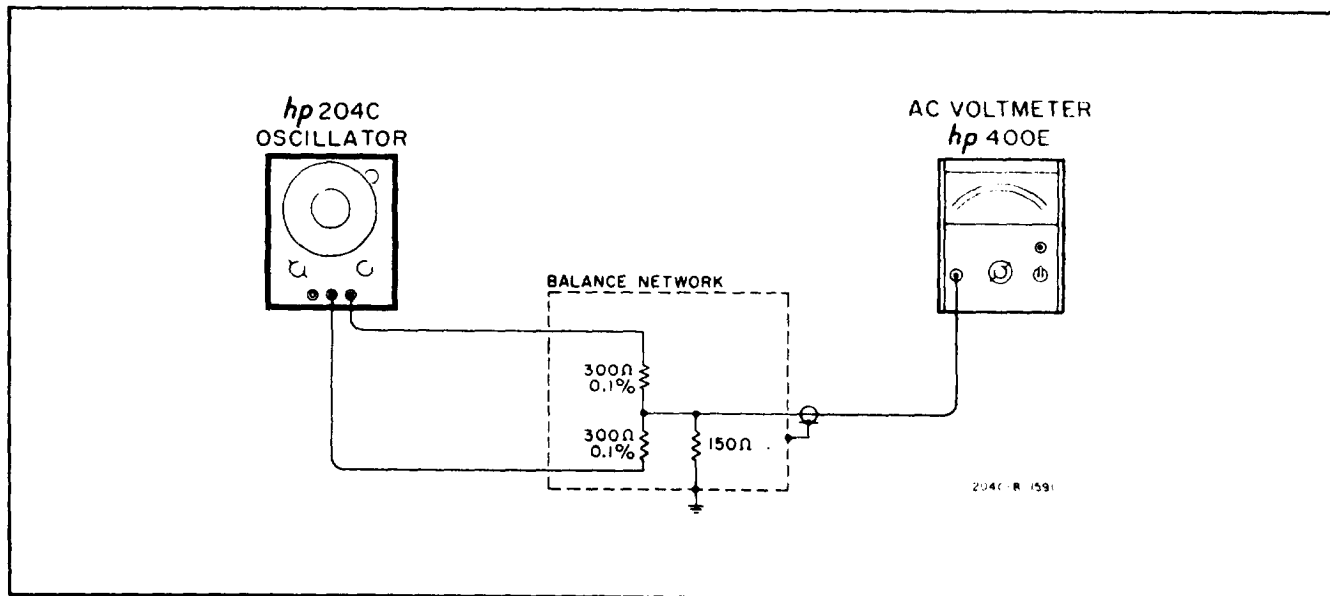 hp 204C
OSCILLATOR
AC VOLTMETER
hp 400E
BALANCE NETWORK
300Ω
0.1%
300Ω
0.1%
150Ω